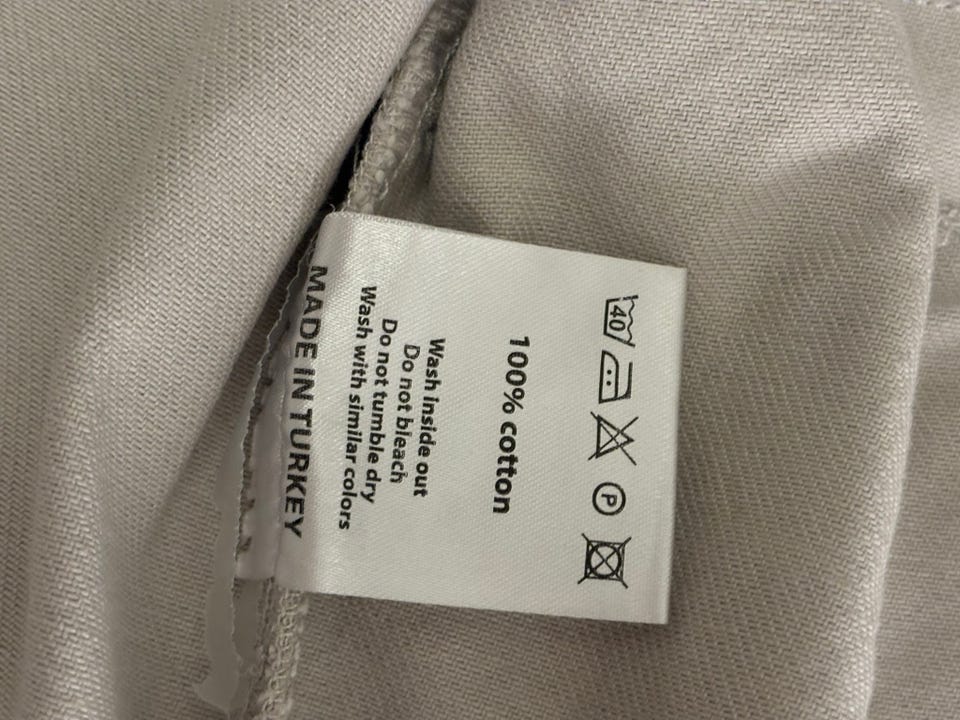 40
P
100% cotton
Wash inside out
Do not bleach
Do not tumble dry
Wash with similar colors
MADE IN TURKEY